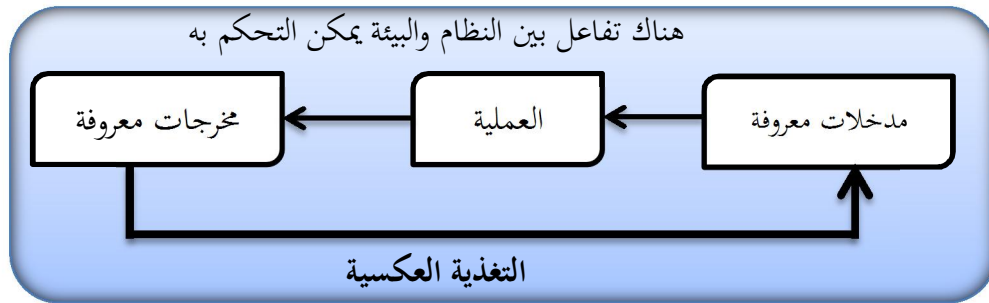 هناك تفاعل بين النظام والبيئة يمكن التحكم به
مدخلات معروفة
العملية
مخرجات معروفة
التغذية العكسية